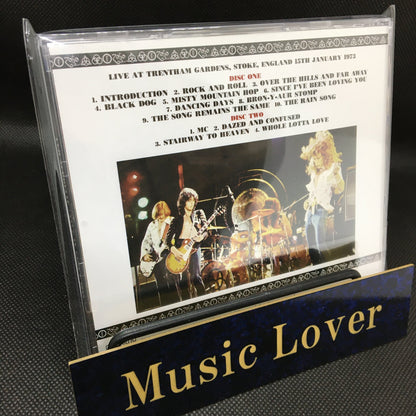 LIVE AT TRENTHAM GARDENS, STOKE, ENGLAND 15TH JANUARY 1973
DISC ONE
1. INTRODUCTION 2. ROCK AND ROLL 3. OVER THE HILLS AND FAR AWAY
4. BLACK DOG 5. MISTY MOUNTAIN HOP 6. SINCE I'VE BEEN LOVING YOU
7. DANCING DAYS 8. BRON-Y-AUR STOMP
9. THE SONG REMAINS THE SAME 10. THE RAIN SONG
DISC TWO
1. MC 2. DAZED AND CONFUSED
3. STAIRWAY TO HEAVEN 4. WHOLE LOTTA LOVE
Music Lover